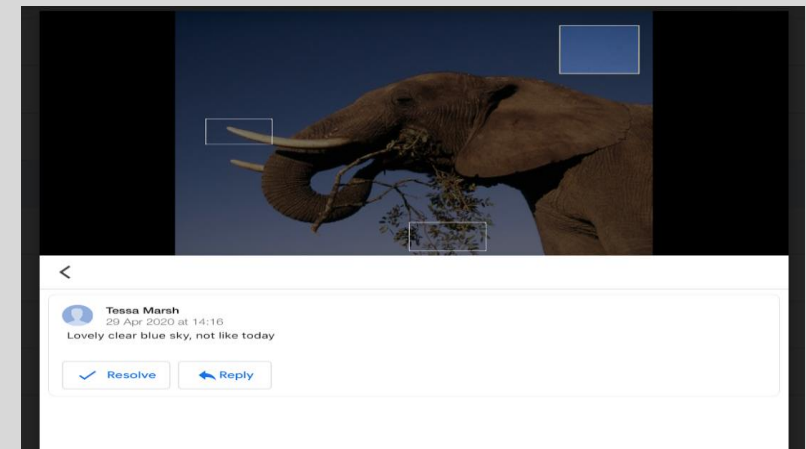 Tessa Marsh
29 Apr 2020 at 14:16
Lovely clear blue sky, not like today
Resolve
Reply